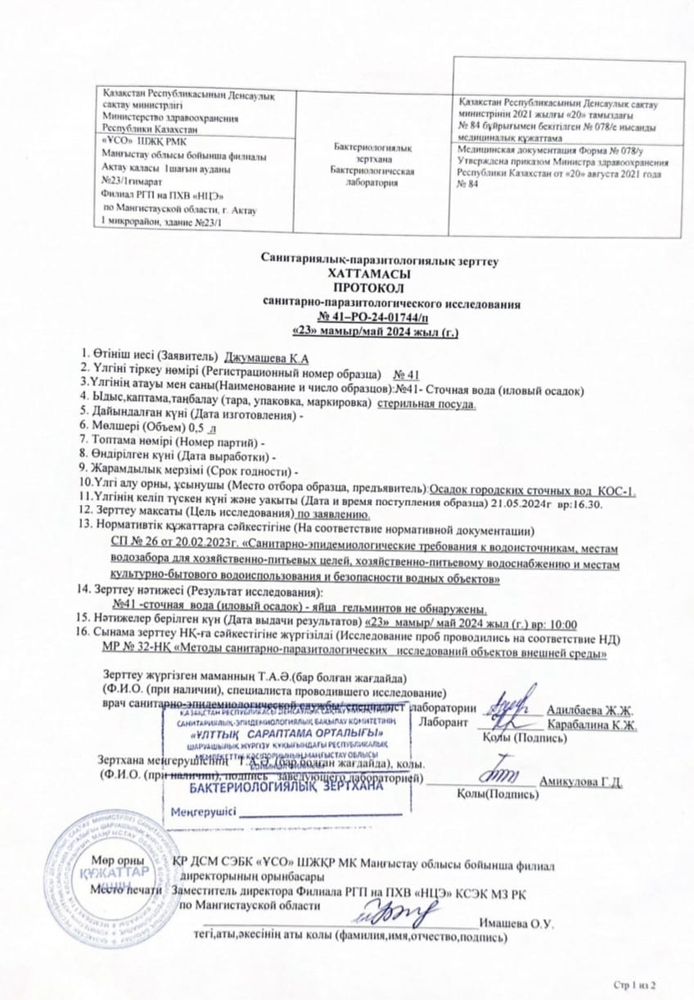 Қазақстан Республикасының Денсаулык
сақтау министрлігі
Министерство здравоохранения
Республики Казахстан
«ҰСО» ШЖҚ РМК
Маңғыстау облысы бойынша филиалы
Ақтау қаласы 1шағын ауданы
№23/1ғимарат
Филиал РГП на ПХВ «НЦЭ»
по Мангистауской области, г. Актау
1 микрорайон, здание №23/1
Бактериологиялық
зертхана
Бактериологическая
лаборатория
Қазақстан Республикасының Денсаулық сақтау
министрінің 2021 жылғы «20» тамыздағы
№ 84 бұйрығымен бекітілген № 078/е нысанды
медициналық құжаттама
Медицинская документация Форма № 078/у
Утверждена приказом Министра здравоохранения
Республики Казахстан от «20» августа 2021 года
№ 84
Санитариялық-паразитологиялық зерттеу
ХАТТАМАСЫ
ПРОТОКОЛ
санитарно-паразитологического исследования
№ 41–РО-24-01744/п
«23» мамыр/май 2024 жыл (г.)
1. Өтініш иесі (Заявитель) Джумашева К.А
2. Үлгіні тіркеу нөмірі (Регистрационный номер образца) № 41
3.Үлгінің атауы мен саны(Наименование и число образцов):№41- Сточная вода (иловый осадок)
4. Ыдыс,каптама,таңбалау (тара, упаковка, маркировка) стерильная посуда.
5. Дайындалған күні (Дата изготовления) -
6. Мөлшері (Объем) 0,5 л
7. Топтама нөмірі (Номер партий) -
8. Өндірілген күні (Дата выработки) -
9. Жарамдылық мерзімі (Срок годности) -
10.Үлгі алу орны, ұсынушы (Место отбора образца, предъявитель):Осадок городских сточных вод КОС-1.
11.Үлгінің келіп түскен күні және уақыты (Дата и время поступления образца) 21.05.2024г вр:16.30.
12. Зерттеу мақсаты (Цель исследования) по заявлению.
13. Нормативтік құжаттарға сәйкестігіне (На соответствие нормативной документации)
СП № 26 от 20.02.2023г. «Санитарно-эпидемиологические требования к водоисточникам, местам
водозабора для хозяйственно-питьевых целей, хозяйственно-питьевому водоснабжению и местам
культурно-бытового водоиспользования и безопасности водных объектов»
14. Зерттеу нәтижесі (Результат исследования):
№41 -сточная вода (иловый осадок) - яйца гельминтов не обнаружены.
15. Нәтижелер берілген күн (Дата выдачи результатов) «23» мамыр/ май 2024 жыл (г.) вр: 10:00
16. Сынама зерттеу НҚ-ға сәйкестігіне жүргізілді (Исследование проб проводились на соответствие НД)
МР № 32-НҚ «Методы санитарно-паразитологических исследований объектов внешней среды»
Зерттеу жүргізген маманның Т.А.Ә.(бар болған жағдайда)
(Ф.И.О. (при наличии), специалиста проводившего исследование)
врач санитарно-эпидемиологической службы/ специалист лаборатории Адилбаева Ж.Ж.
Лаборант Карабалина К.Ж.
Қолы (Подпись)
ҚАЗАҚСТАН РЕСПУБЛИКАСЫ ДЕНСАУЛЫҚ САҚТАУ МИНИСТРЛІГІ
САНИТАРИЯЛЫҚ-ЭПИДЕМИОЛОГИЯЛЫҚ БАҚЫЛАУ КОМИТЕТІНІҢ
«ҰЛТТЫҚ САРАПТАМА ОРТАЛЫҒЫ»
ШАРУАШЫЛЫҚ ЖҮРГІЗУ ҚҰҚЫҒЫНДАҒЫ РЕСПУБЛИКАЛЫҚ
МЕМЛЕКЕТТІК КӘСІПОРНЫНЫҢ МАҢҒЫСТАУ ОБЛЫСЫ
БОЙЫНША ФИЛИАЛЫ
Зертхана меңгерушісінің Т.А.Ә. (бар болған жағдайда), колы.
(Ф.И.О. (при наличии), подпись заведующего лабораторией) Амикулова Г.Д.
Қолы(Подпись)
БАКТЕРИОЛОГИЯЛЫҚ ЗЕРТХАНА
Меңгерушісі
ҚҰЖАТТАР
ҮШІН
Мөр орны ҚР ДСМ СЭБК «ҰСО» ШЖҚР МК Маңғыстау облысы бойынша филиал
директорының орынбасары
Место печати Заместитель директора Филиала РГП на ПХВ «НЦЭ» КСЭК МЗ РК
по Мангистауской области
Имашева О.У.
тегі,аты,әкесінің аты колы (фамилия,имя,отчество,подпись)
Стр 1 из 2